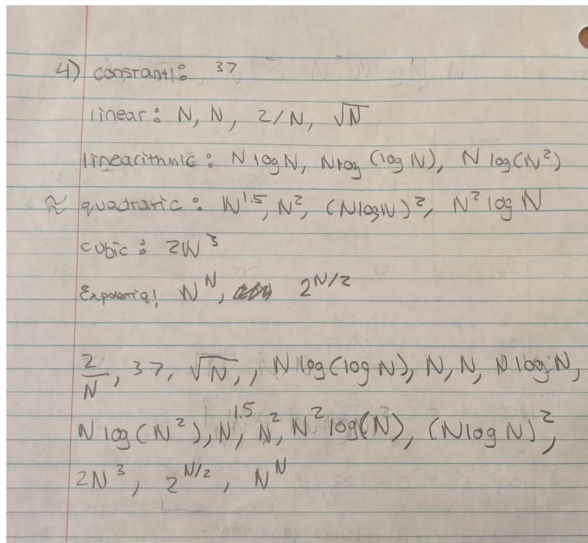 4) constant: 37
linear: N, N, 2/N, √N
linearithmic: N log N, N log (log N), N log(N²)
≈ quadratic: N^1.5, N², (N log N)², N² log N
cubic: 2N³
Exponential N^N, 2^N/2
2/N, 37, √N, , N log(log N), N, N, N log N,
N log(N²), N^1.5, N², N² log(N), (N log N)²,
2N³, 2^N/2, N^N